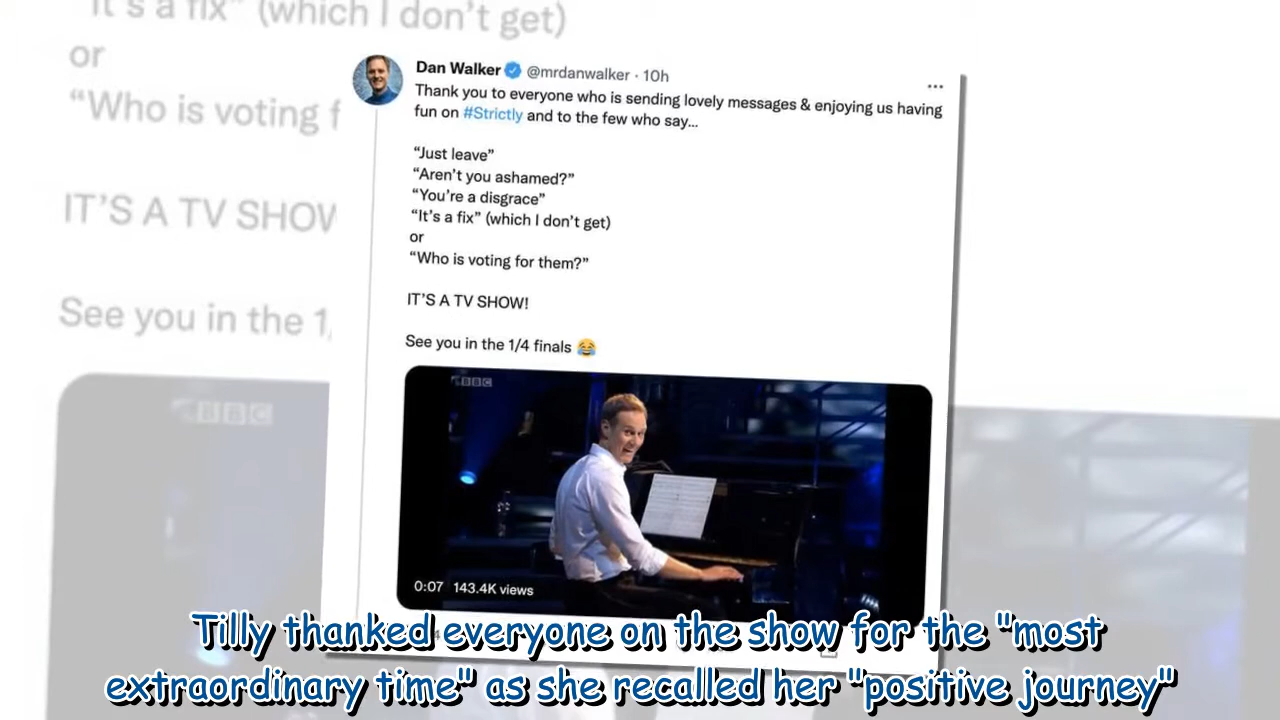 "It's a fix" (which I don't get)
or
"Who is voting f
IT'S A TV SHOW
See you in the 1/
BBC
Dan Walker @mrdanwalker · 10h
Thank you to everyone who is sending lovely messages & enjoying us having
fun on #Strictly and to the few who say...
“Just leave”
“Aren’t you ashamed?”
“You’re a disgrace”
“It’s a fix” (which I don’t get)
or
“Who is voting for them?”
IT’S A TV SHOW!
See you in the 1/4 finals 😂
BBC
0:07 143.4K views
Tilly thanked everyone on the show for the "most
extraordinary time" as she recalled her "positive journey"